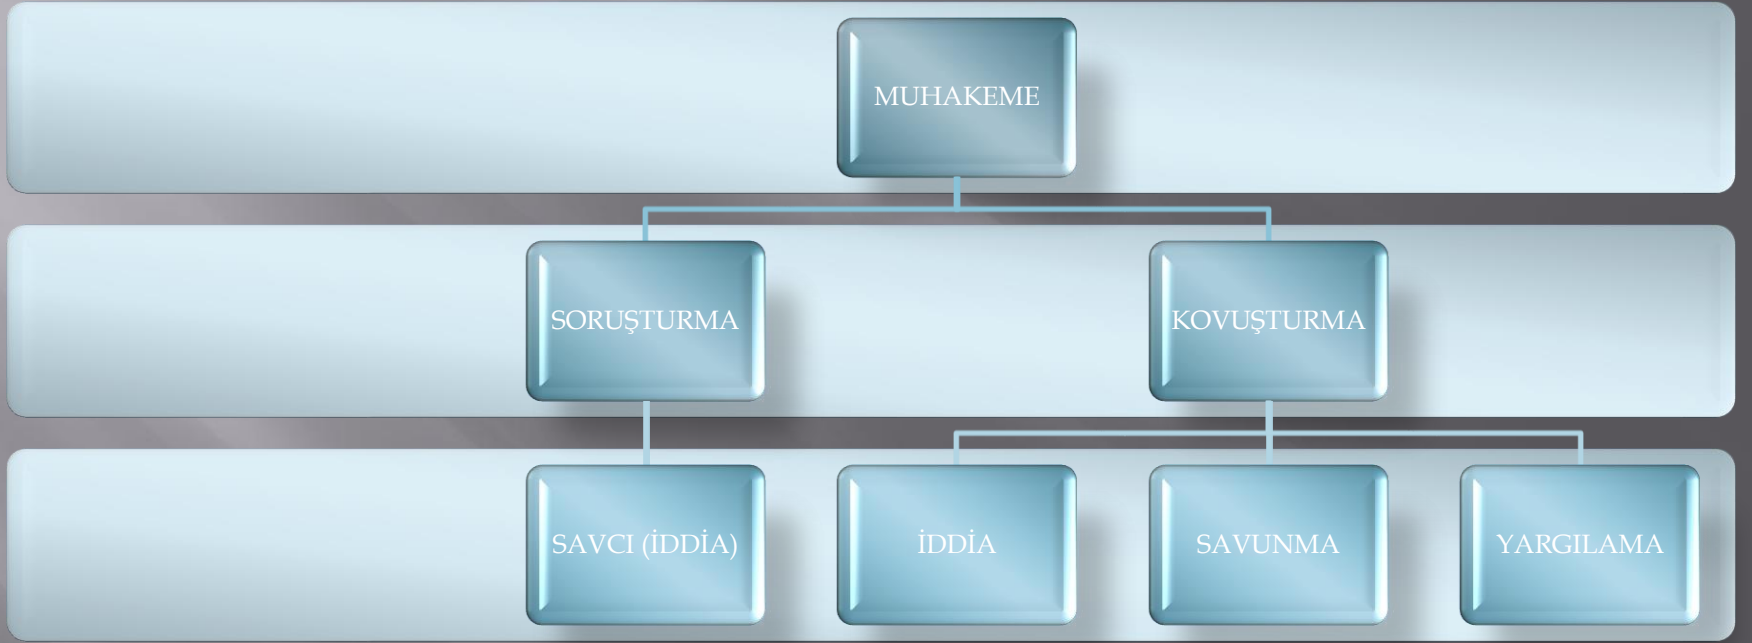 MUHAKEME
SORUŞTURMA
KOVUŞTURMA
SAVCI (İDDİA)
İDDİA
SAVUNMA
YARGILAMA